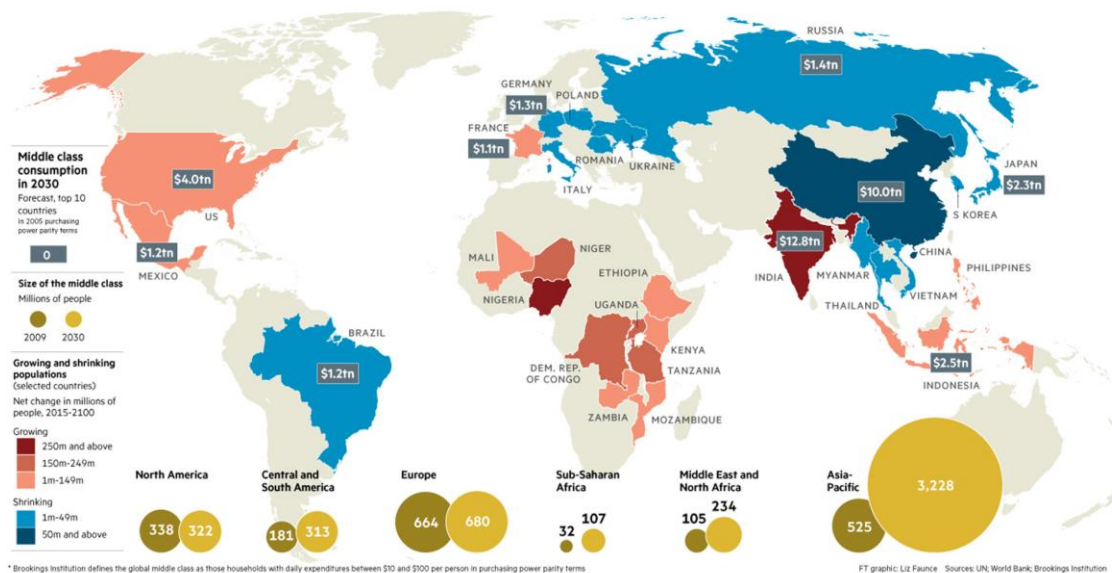 Middle class
consumption
in 2030
Forecast, top 10
countries
in 2005 purchasing
power parity terms
0
Size of the middle class
Millions of people
2009
2030
Growing and shrinking
populations
(selected countries)
Net change in millions of
people, 2015-2100
Growing
250m and above
150m-249m
1m-149m
Shrinking
1m-49m
50m and above
$4.0tn
US
$1.2tn
MEXICO
BRAZIL
$1.2tn
RUSSIA
$1.4tn
GERMANY
$1.3tn
POLAND
FRANCE
$1.1tn
ROMANIA
UKRAINE
ITALY
JAPAN
$2.3tn
S KOREA
$10.0tn
CHINA
$12.8tn
INDIA
MYANMAR
PHILIPPINES
VIETNAM
THAILAND
$2.5tn
INDONESIA
MALI
NIGER
NIGERIA
ETHIOPIA
UGANDA
KENYA
DEM. REP.
OF CONGO
TANZANIA
ZAMBIA
MOZAMBIQUE
North America
338
322
Central and
South America
181
313
Europe
664
680
Sub-Saharan
Africa
32
107
Middle East and
North Africa
105
234
Asia-
Pacific
525
3,228
* Brookings Institution defines the global middle class as those households with daily expenditures between $10 and $100 per person in purchasing power parity terms
FT graphic: Liz Faunce Sources: UN; World Bank; Brookings Institution